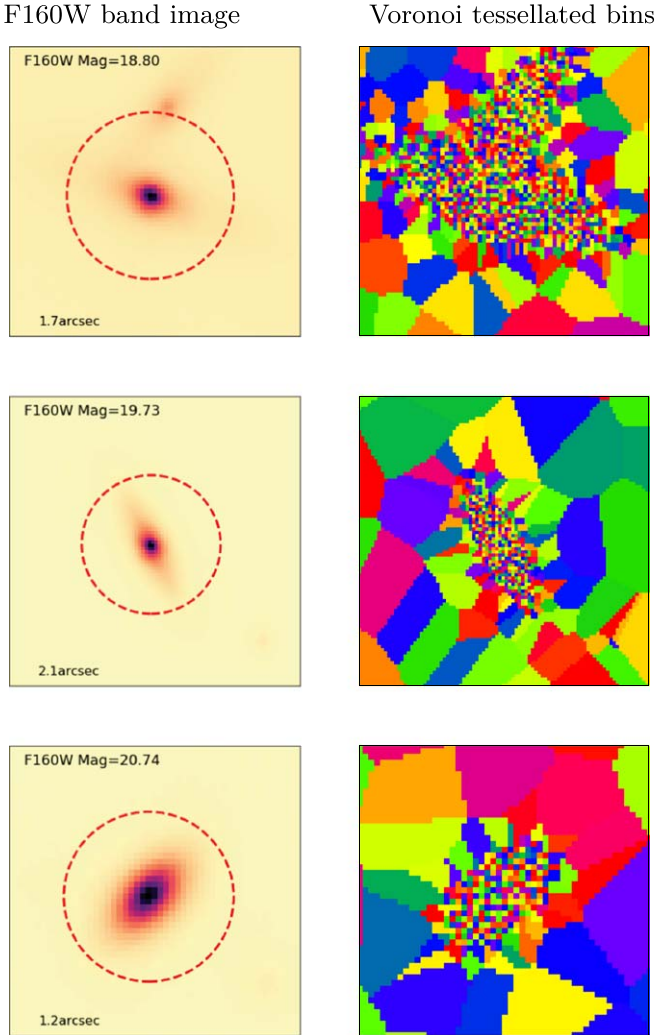 F160W band image
Voronoi tessellated bins
F160W Mag=18.80
1.7arcsec
F160W Mag=19.73
2.1arcsec
F160W Mag=20.74
1.2arcsec